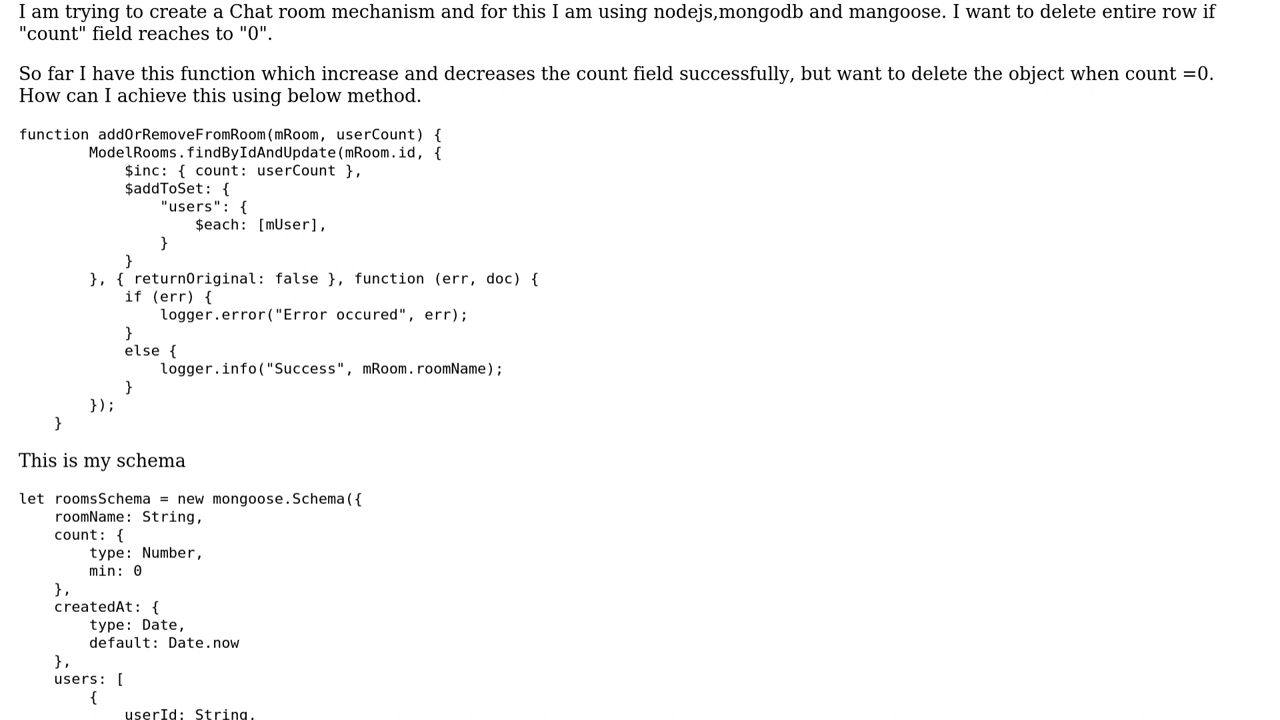 I am trying to create a Chat room mechanism and for this I am using nodejs,mongodb and mangoose. I want to delete entire row if
"count" field reaches to "0".
So far I have this function which increase and decreases the count field successfully, but want to delete the object when count =0.
How can I achieve this using below method.
function addOrRemoveFromRoom(mRoom, userCount) {
        ModelRooms.findByIdAndUpdate(mRoom.id, {
            $inc: { count: userCount },
            $addToSet: {
                "users": {
                    $each: [mUser],
                }
            }
        }, { returnOriginal: false }, function (err, doc) {
            if (err) {
                logger.error("Error occured", err);
            }
            else {
                logger.info("Success", mRoom.roomName);
            }
        });
    }
This is my schema
let roomsSchema = new mongoose.Schema({
    roomName: String,
    count: {
        type: Number,
        min: 0
    },
    createdAt: {
        type: Date,
        default: Date.now
    },
    users: [
        {
            userId: String,